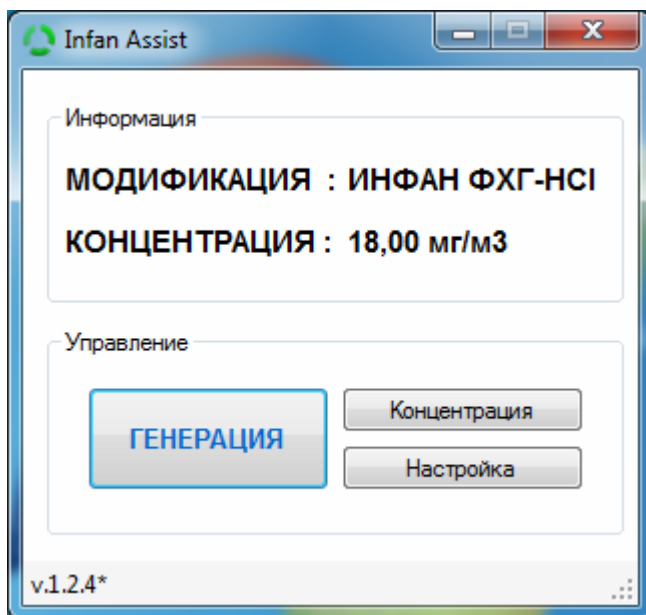 Infan Assist
Информация
МОДИФИКАЦИЯ : ИНФАН ФХГ-HCl
КОНЦЕНТРАЦИЯ : 18,00 мг/м3
Управление
ГЕНЕРАЦИЯ
Концентрация
Настройка
v.1.2.4*